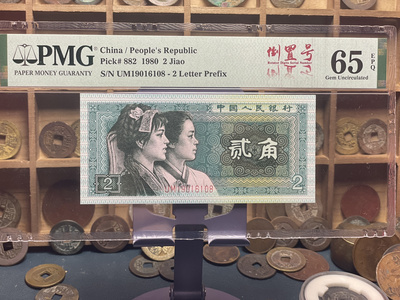 PMG
PAPER MONEY GUARANTY
China / People's Republic
Pick# 882 1980 2 Jiao
S/N UM19016108 - 2 Letter Prefix
倒置号
65 EPQ
Gem Uncirculated
中国人民银行
贰角
2
UM19016108
2